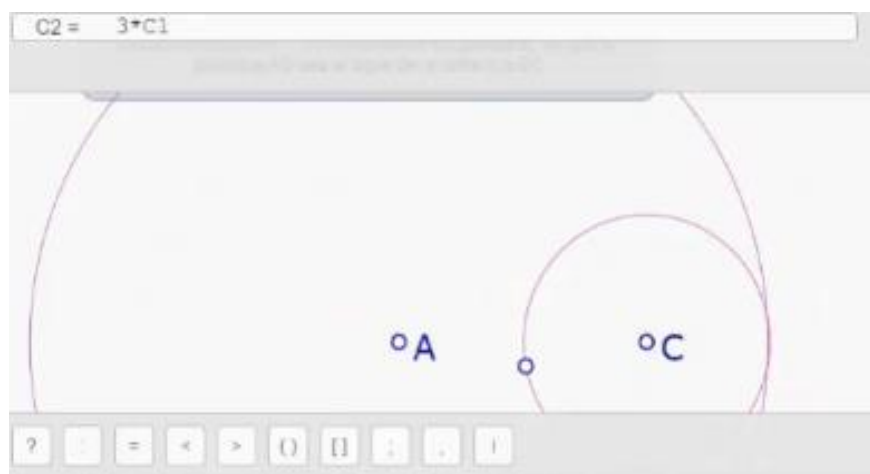 C2 = 3*C1
A
C
? : = < > () [] ; , |